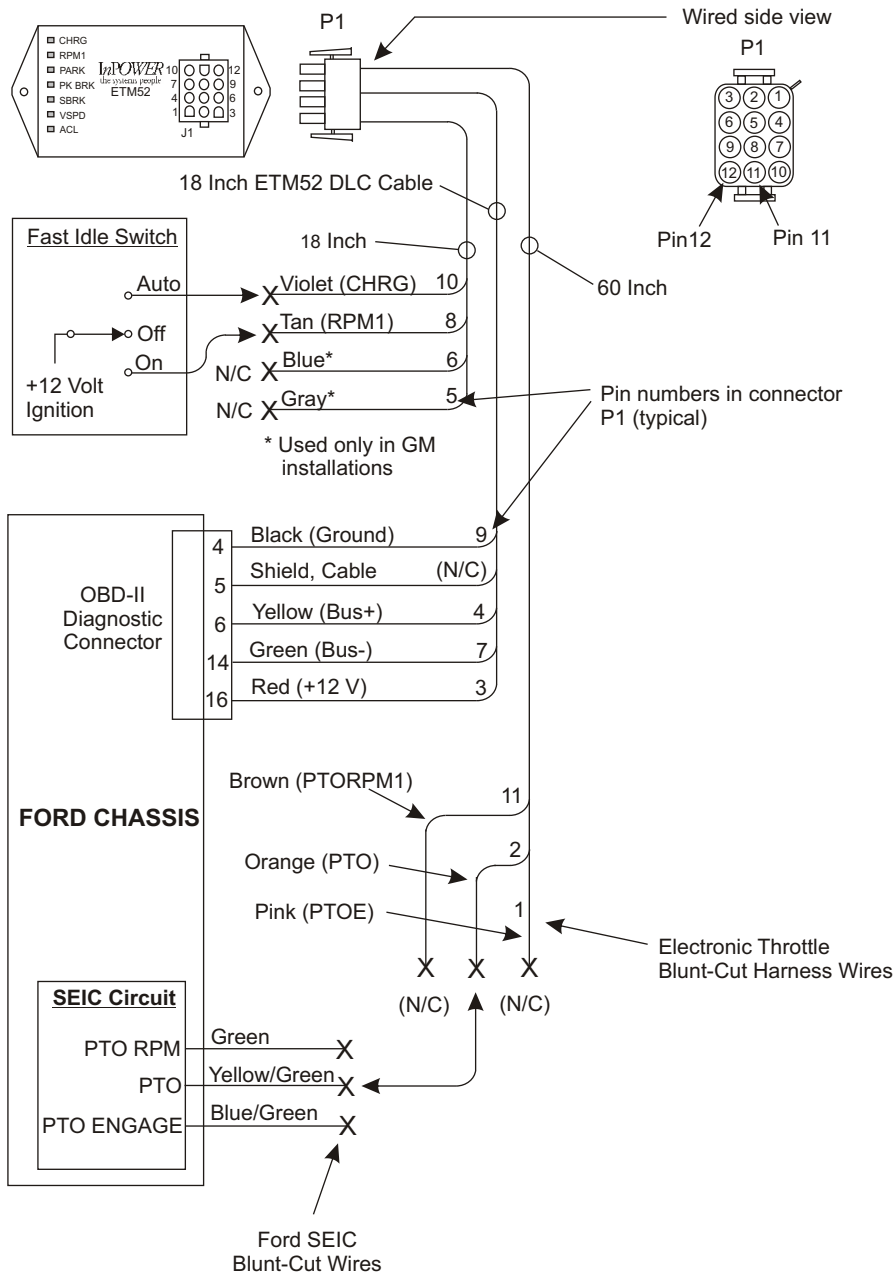 CHRG
RPM1
PARK
PK BRK
SBRK
VSPD
ACL
InPOWER
the systems people
ETM52
10 12
7 9
4 6
1 3
J1
P1
Wired side view
P1
3 2 1
6 5 4
9 8 7
12 11 10
Pin12
Pin 11
18 Inch ETM52 DLC Cable
18 Inch
60 Inch
Fast Idle Switch
Auto
Off
On
+12 Volt
Ignition
Violet (CHRG) 10
Tan (RPM1) 8
N/C Blue* 6
N/C Gray* 5
* Used only in GM
installations
Pin numbers in connector
P1 (typical)
OBD-II
Diagnostic
Connector
4 Black (Ground) 9
5 Shield, Cable (N/C)
6 Yellow (Bus+) 4
14 Green (Bus-) 7
16 Red (+12 V) 3
FORD CHASSIS
Brown (PTORPM1) 11
Orange (PTO) 2
Pink (PTOE) 1
Electronic Throttle
Blunt-Cut Harness Wires
X X X
(N/C) (N/C)
SEIC Circuit
PTO RPM Green X
PTO Yellow/Green X
PTO ENGAGE Blue/Green X
Ford SEIC
Blunt-Cut Wires